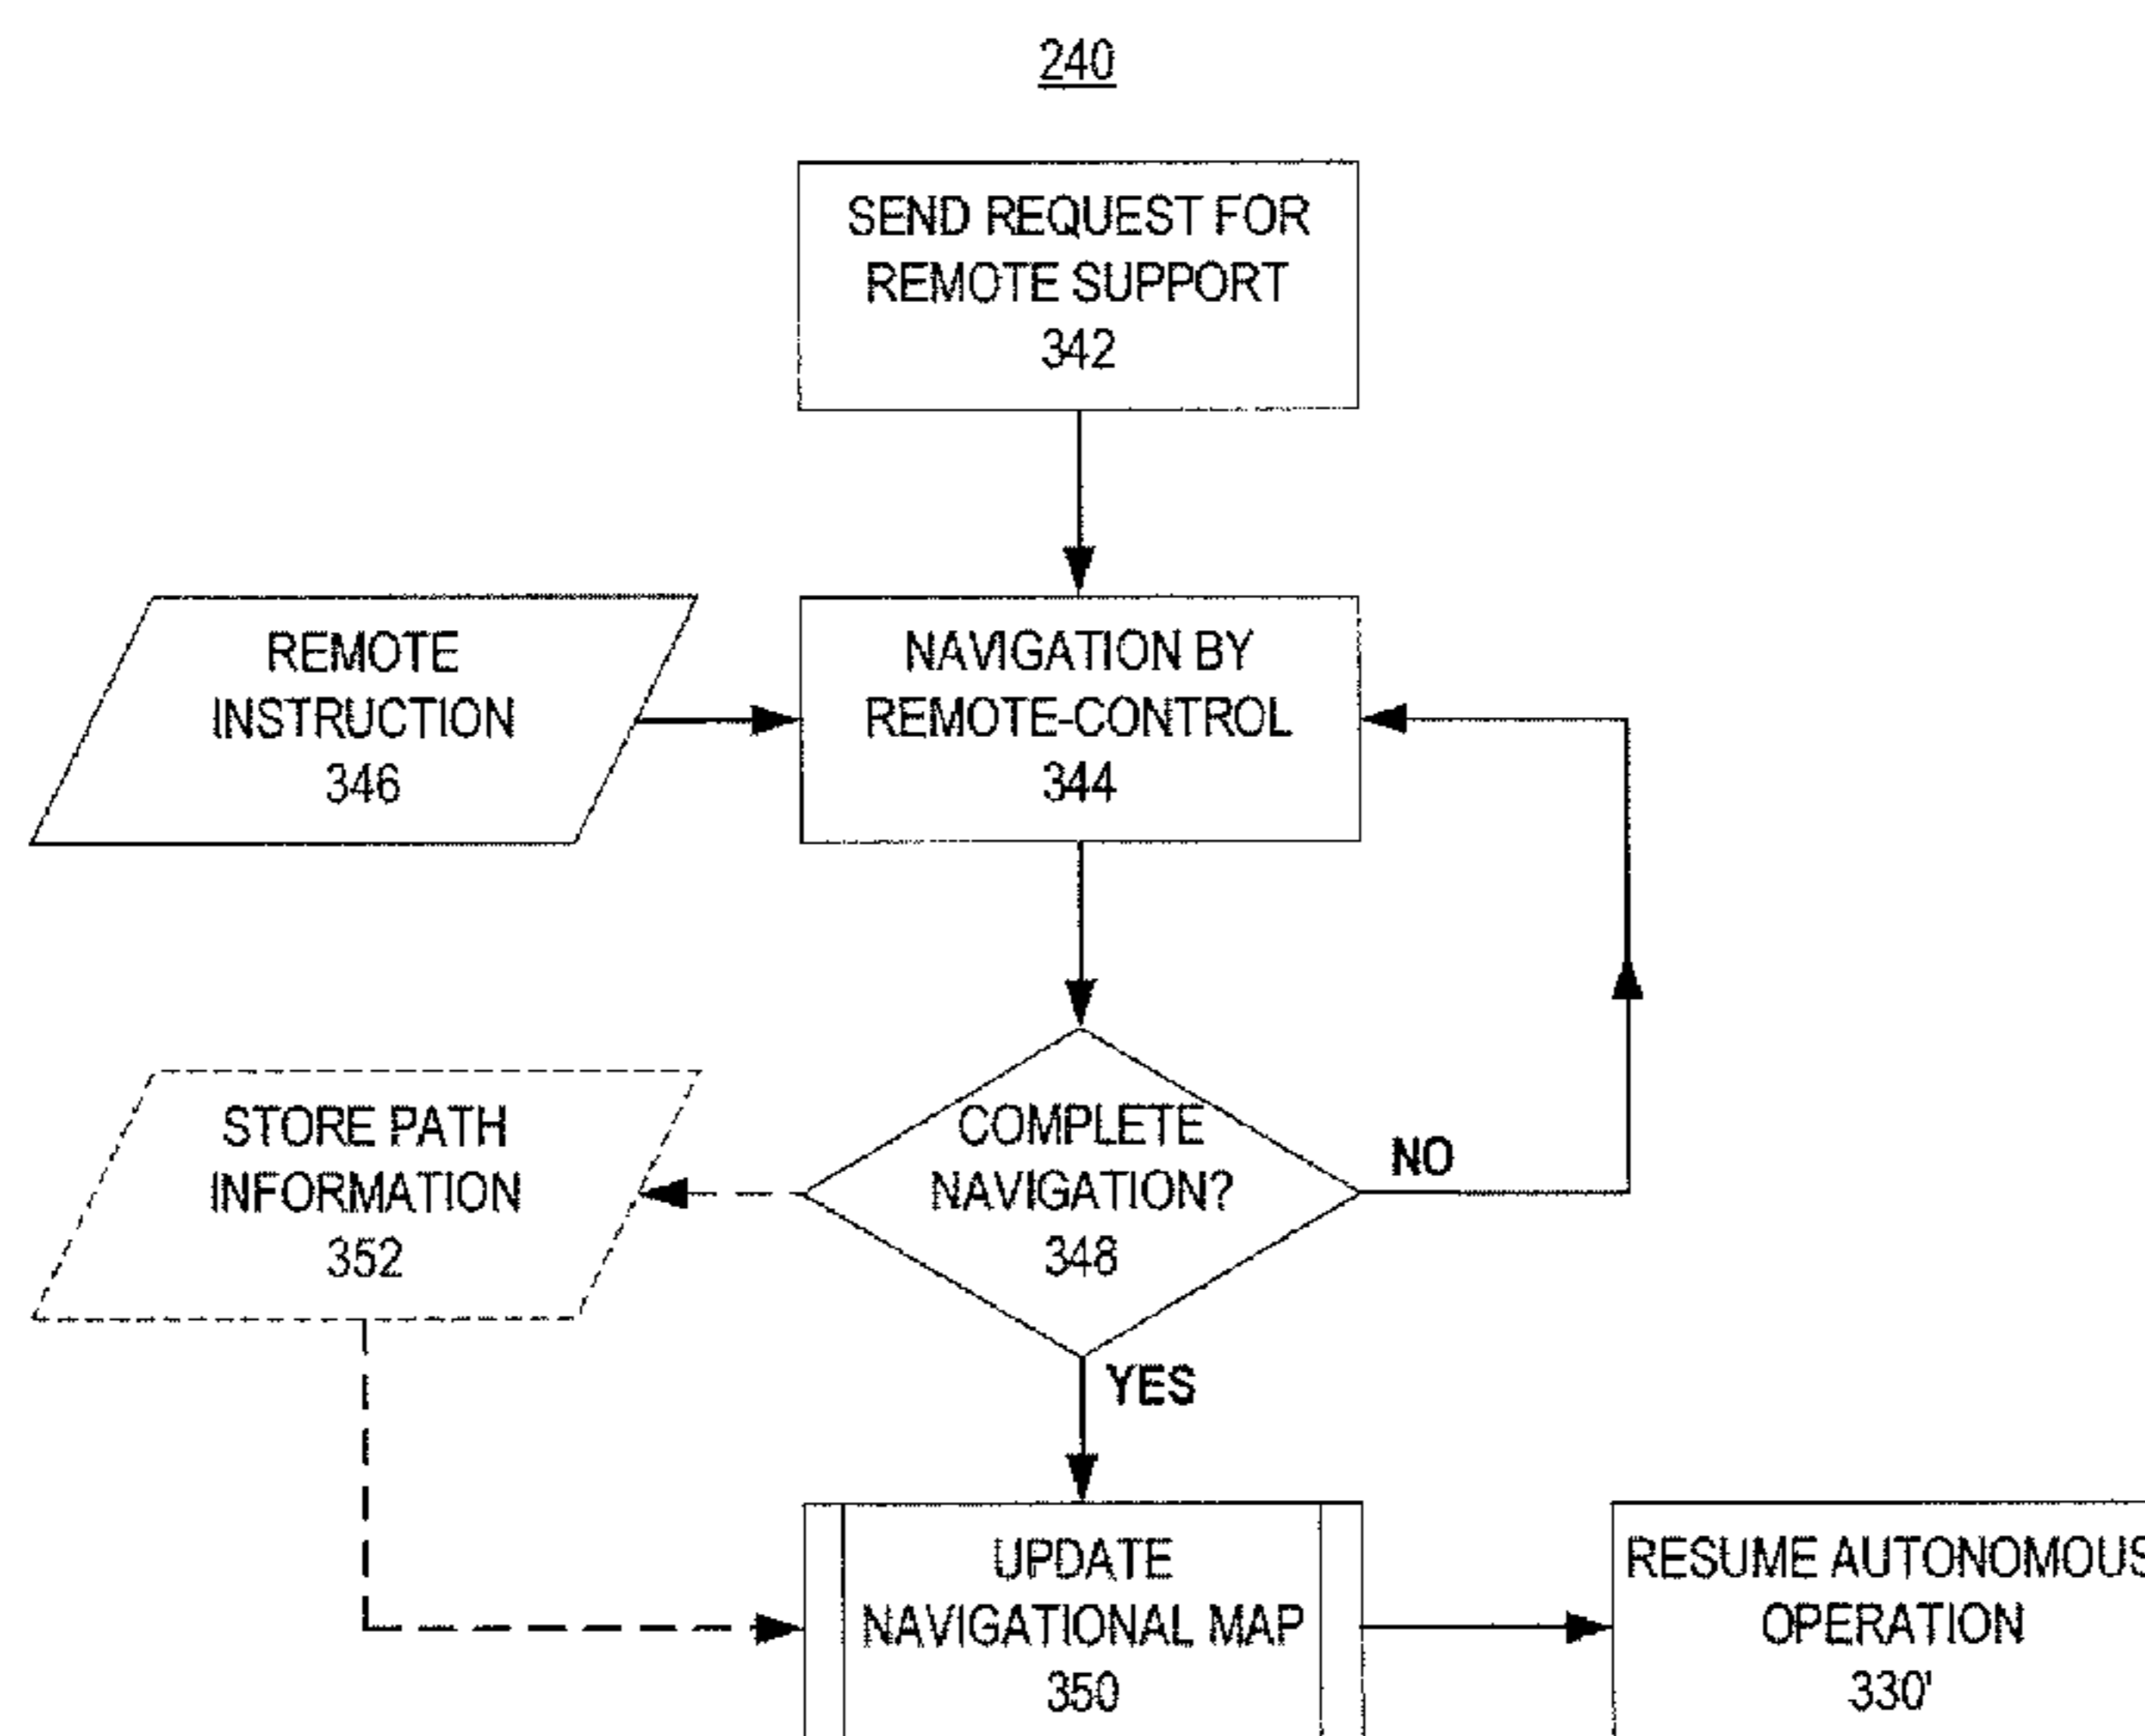 240
SEND REQUEST FOR
REMOTE SUPPORT
342
REMOTE
INSTRUCTION
346
NAVIGATION BY
REMOTE-CONTROL
344
STORE PATH
INFORMATION
352
COMPLETE
NAVIGATION?
348
NO
YES
UPDATE
NAVIGATIONAL MAP
350
RESUME AUTONOMOUS
OPERATION
330'